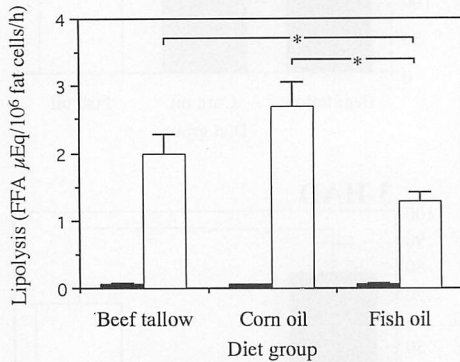 Lipolysis (FFA μEq/10⁶ fat cells/h)
4
3
2
1
0
*
*
Beef tallow Corn oil Fish oil
Diet group